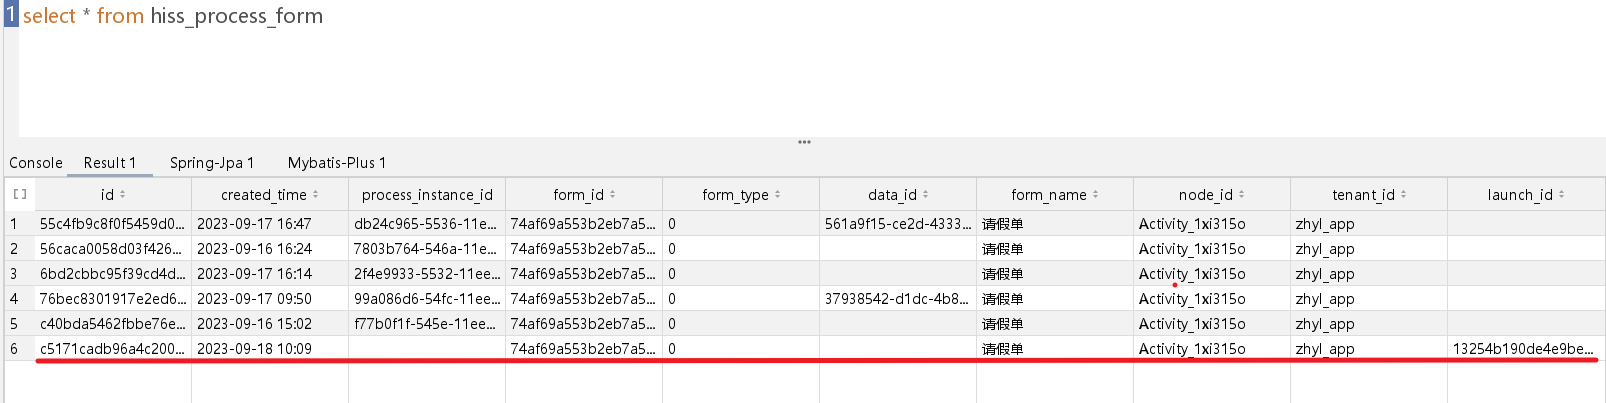 1 select * from hiss_process_form
Console Result 1 Spring-Jpa 1 Mybatis-Plus 1
id created_time process_instance_id form_id form_type data_id form_name node_id tenant_id launch_id
1 55c4fb9c8f0f5459d0... 2023-09-17 16:47 db24c965-5536-11e... 74af69a553b2eb7a5... 0 561a9f15-ce2d-4333... 请假单 Activity_1xi315o zhyl_app
2 56caca0058d03f426... 2023-09-16 16:24 7803b764-546a-11e... 74af69a553b2eb7a5... 0 请假单 Activity_1xi315o zhyl_app
3 6bd2cbbc95f39cd4d... 2023-09-17 16:14 2f4e9933-5532-11ee... 74af69a553b2eb7a5... 0 请假单 Activity_1xi315o zhyl_app
4 76bec8301917e2ed6... 2023-09-17 09:50 99a086d6-54fc-11ee... 74af69a553b2eb7a5... 0 37938542-d1dc-4b8... 请假单 Activity_1xi315o zhyl_app
5 c40bda5462fbbe76e... 2023-09-16 15:02 f77b0f1f-545e-11ee... 74af69a553b2eb7a5... 0 请假单 Activity_1xi315o zhyl_app
6 c5171cadb96a4c200... 2023-09-18 10:09 74af69a553b2eb7a5... 0 请假单 Activity_1xi315o zhyl_app 13254b190de4e9be...